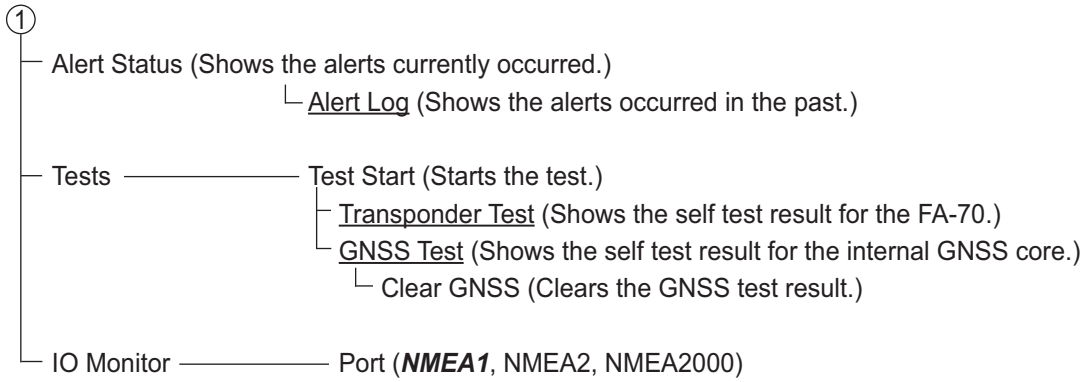 1
Alert Status (Shows the alerts currently occurred.)
Alert Log (Shows the alerts occurred in the past.)
Tests Test Start (Starts the test.)
Transponder Test (Shows the self test result for the FA-70.)
GNSS Test (Shows the self test result for the internal GNSS core.)
Clear GNSS (Clears the GNSS test result.)
IO Monitor Port (NMEA1, NMEA2, NMEA2000)